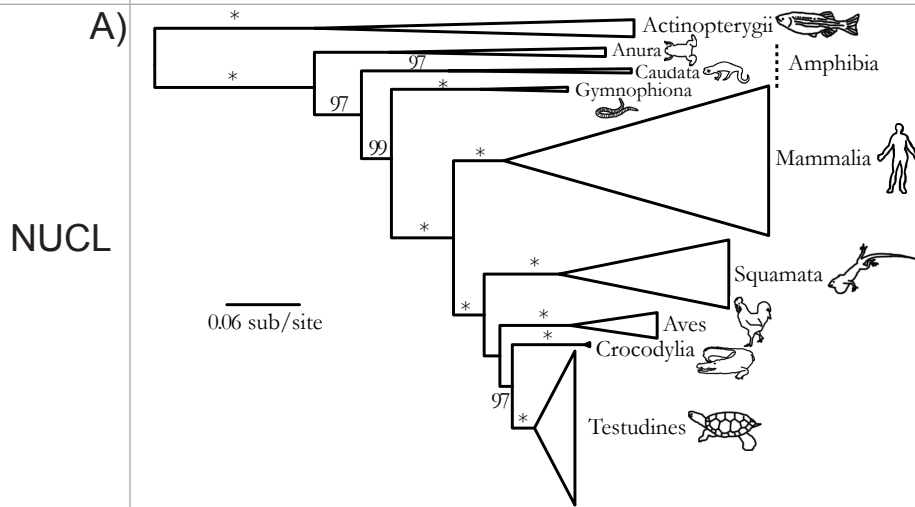 A)
*
Actinopterygii
Anura
97
*
Caudata
Amphibia
*
Gymnophiona
97
99
*
Mammalia
*
NUCL
*
Squamata
*
0.06 sub/site
*
Aves
*
Crocodylia
97
*
Testudines